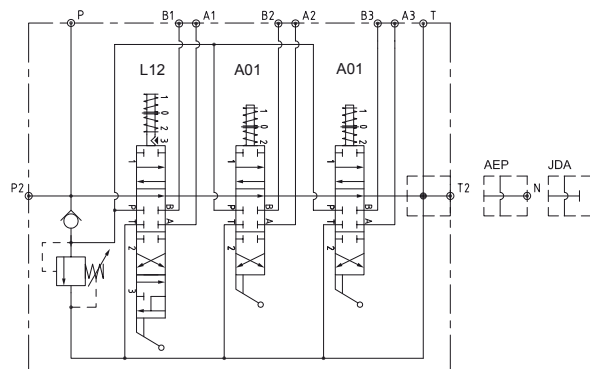 P B1 A1 B2 A2 B3 A3 T
L12 A01 A01
1 0 2 3
1 0 2
1 0 2
1 1 1
AEP JDA
P2 T2 N
P T B A
P T B A
P T B A
2 2 2
3